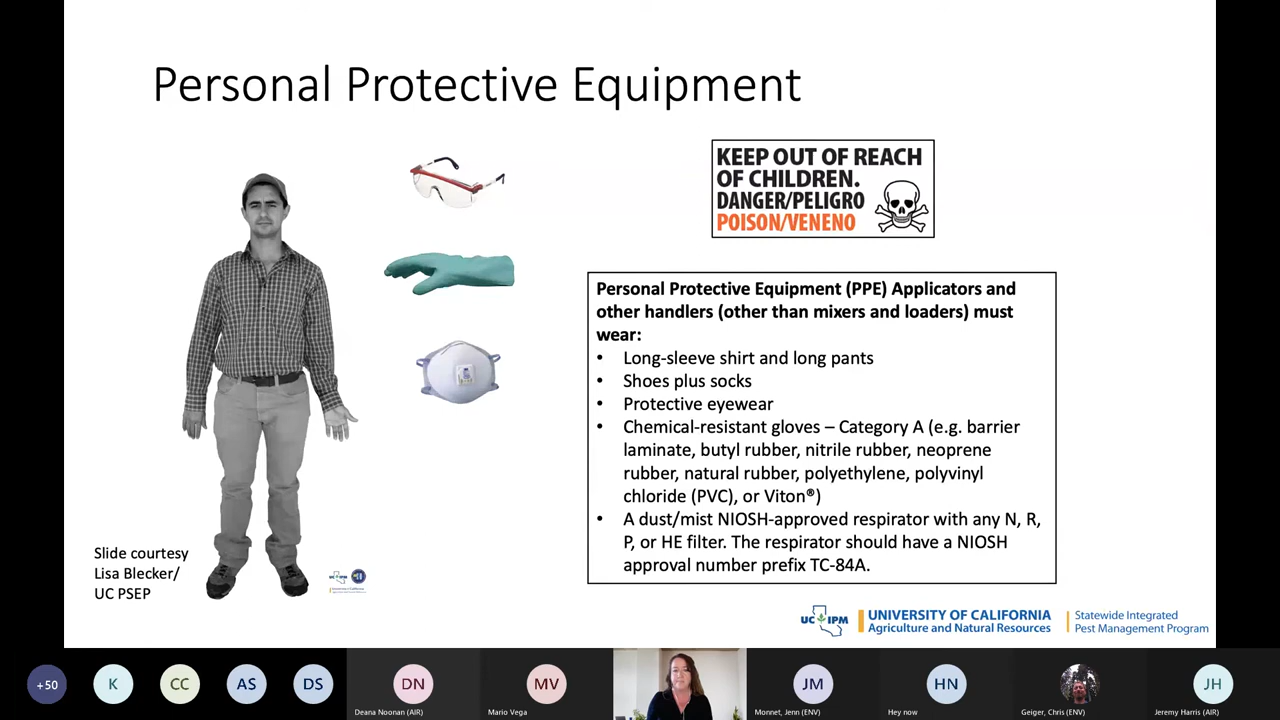 Personal Protective Equipment
KEEP OUT OF REACH
OF CHILDREN.
DANGER/PELIGRO
POISON/VENENO
Personal Protective Equipment (PPE) Applicators and
other handlers (other than mixers and loaders) must
wear:
• Long-sleeve shirt and long pants
• Shoes plus socks
• Protective eyewear
• Chemical-resistant gloves – Category A (e.g. barrier
laminate, butyl rubber, nitrile rubber, neoprene
rubber, natural rubber, polyethylene, polyvinyl
chloride (PVC), or Viton®)
• A dust/mist NIOSH-approved respirator with any N, R,
P, or HE filter. The respirator should have a NIOSH
approval number prefix TC-84A.
Slide courtesy
Lisa Blecker/
UC PSEP
UC IPM
UNIVERSITY OF CALIFORNIA
Agriculture and Natural Resources
Statewide Integrated
Pest Management Program
+50
K
CC
AS
DS
DN
Deana Noonan (AIR)
MV
Mario Vega
JM
Monnet, Jenn (ENV)
HN
Hey now
Geiger, Chris (ENV)
JH
Jeremy Harris (AIR)